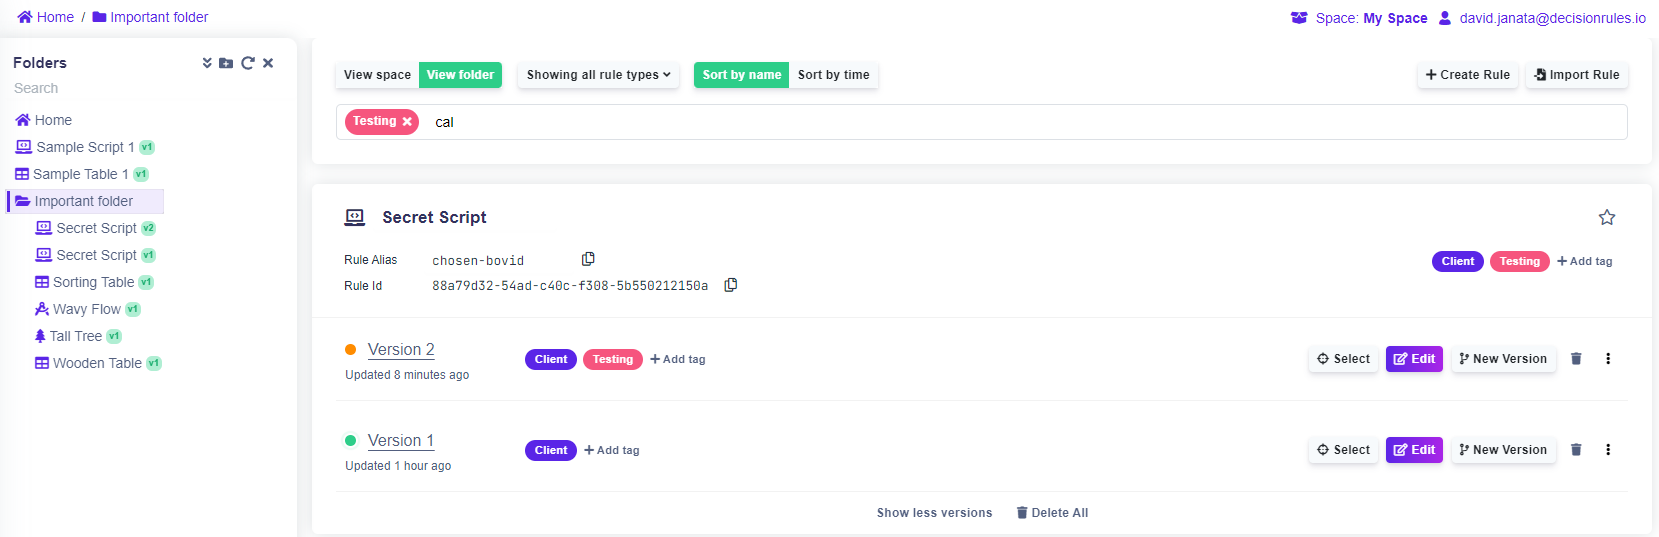 Home / Important folder
Space: My Space david.janata@decisionrules.io
Folders
Search
Home
Sample Script 1 v1
Sample Table 1 v1
Important folder
Secret Script v2
Secret Script v1
Sorting Table v1
Wavy Flow v1
Tall Tree v1
Wooden Table v1
View space View folder Showing all rule types Sort by name Sort by time Create Rule Import Rule
Testing cal
Secret Script
Rule Alias chosen-bovid
Client Testing Add tag
Rule Id 88a79d32-54ad-c40c-f308-5b550212150a
Version 2 Client Testing Add tag Select Edit New Version
Updated 8 minutes ago
Version 1 Client Add tag Select Edit New Version
Updated 1 hour ago
Show less versions Delete All